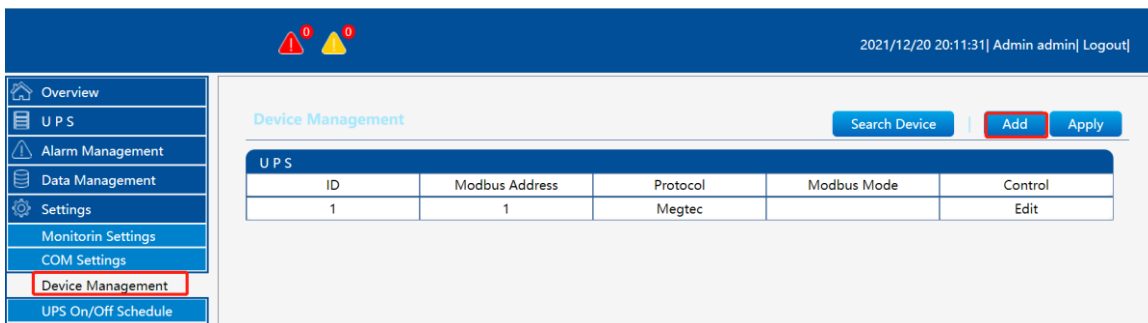 0 0
2021/12/20 20:11:31| Admin admin| Logout|
Overview
UPS
Alarm Management
Data Management
Settings
Monitorin Settings
COM Settings
Device Management
UPS On/Off Schedule
Device Management
Search Device | Add Apply
UPS
ID Modbus Address Protocol Modbus Mode Control
1 1 Megtec Edit